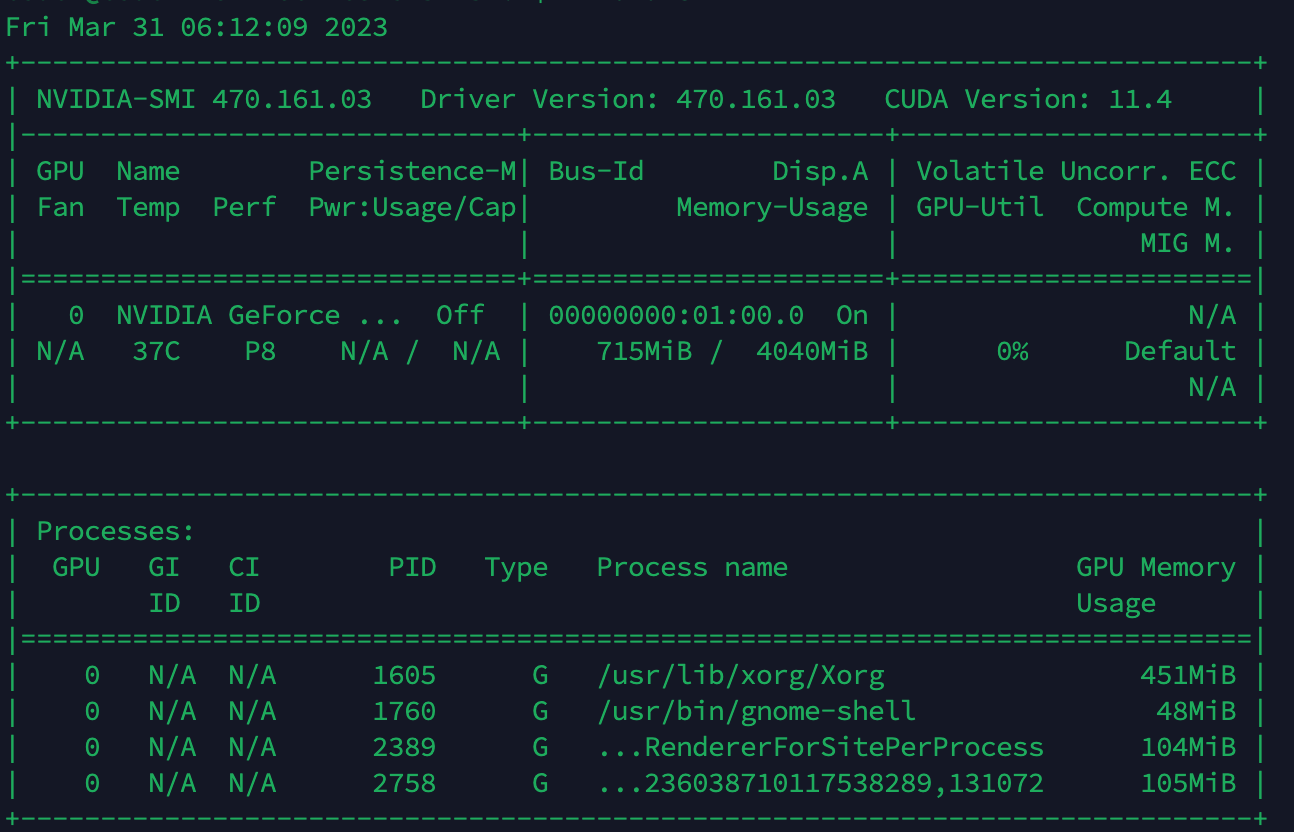 Fri Mar 31 06:12:09 2023
+-----------------------------------------------------------------------------+
| NVIDIA-SMI 470.161.03   Driver Version: 470.161.03   CUDA Version: 11.4     |
|-------------------------------+----------------------+----------------------+
| GPU  Name        Persistence-M| Bus-Id        Disp.A | Volatile Uncorr. ECC |
| Fan  Temp  Perf  Pwr:Usage/Cap|         Memory-Usage | GPU-Util  Compute M. |
|                               |                      |               MIG M. |
|===============================+======================+======================|
|   0  NVIDIA GeForce ...  Off  | 00000000:01:00.0  On |                  N/A |
| N/A   37C    P8    N/A /  N/A |    715MiB /  4040MiB |      0%      Default |
|                               |                      |                  N/A |
+-------------------------------+----------------------+----------------------+

+-----------------------------------------------------------------------------+
| Processes:                                                                  |
|  GPU   GI   CI        PID   Type   Process name                  GPU Memory |
|        ID   ID                                                   Usage      |
|=============================================================================|
|    0   N/A  N/A      1605      G   /usr/lib/xorg/Xorg                451MiB |
|    0   N/A  N/A      1760      G   /usr/bin/gnome-shell               48MiB |
|    0   N/A  N/A      2389      G   ...RendererForSitePerProcess      104MiB |
|    0   N/A  N/A      2758      G   ...236038710117538289,131072      105MiB |
+-----------------------------------------------------------------------------+